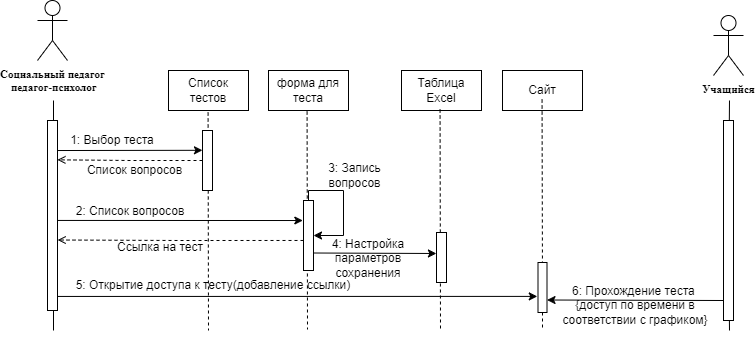 Социальный педагог
педагог-психолог
Список
тестов
форма для
теста
Таблица
Excel
Сайт
Учащийся
1: Выбор теста
Список вопросов
3: Запись
вопросов
2: Список вопросов
Ссылка на тест
4: Настройка
параметров
сохранения
5: Открытие доступа к тесту(добавление ссылки)
6: Прохождение теста
{доступ по времени в
соответствии с графиком}